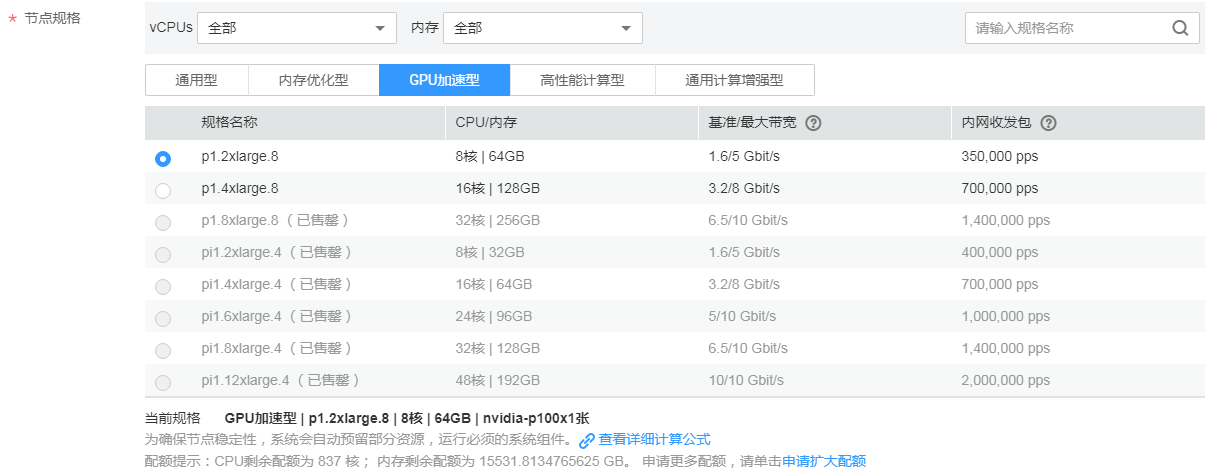 * 节点规格
vCPUs 全部 内存 全部 请输入规格名称
通用型 内存优化型 GPU加速型 高性能计算型 通用计算增强型
规格名称 CPU/内存 基准/最大带宽 ? 内网收发包 ?
p1.2xlarge.8 8核 | 64GB 1.6/5 Gbit/s 350,000 pps
p1.4xlarge.8 16核 | 128GB 3.2/8 Gbit/s 700,000 pps
p1.8xlarge.8（已售罄） 32核 | 256GB 6.5/10 Gbit/s 1,400,000 pps
pi1.2xlarge.4（已售罄） 8核 | 32GB 1.6/5 Gbit/s 400,000 pps
pi1.4xlarge.4（已售罄） 16核 | 64GB 3.2/8 Gbit/s 700,000 pps
pi1.6xlarge.4（已售罄） 24核 | 96GB 5/10 Gbit/s 1,000,000 pps
pi1.8xlarge.4（已售罄） 32核 | 128GB 6.5/10 Gbit/s 1,400,000 pps
pi1.12xlarge.4（已售罄） 48核 | 192GB 10/10 Gbit/s 2,000,000 pps
当前规格 GPU加速型 | p1.2xlarge.8 | 8核 | 64GB | nvidia-p100x1张
为确保节点稳定性，系统会自动预留部分资源，运行必须的系统组件。 查看详细计算公式
配额提示：CPU剩余配额为 837 核； 内存剩余配额为 15531.8134765625 GB。 申请更多配额，请单击申请扩大配额